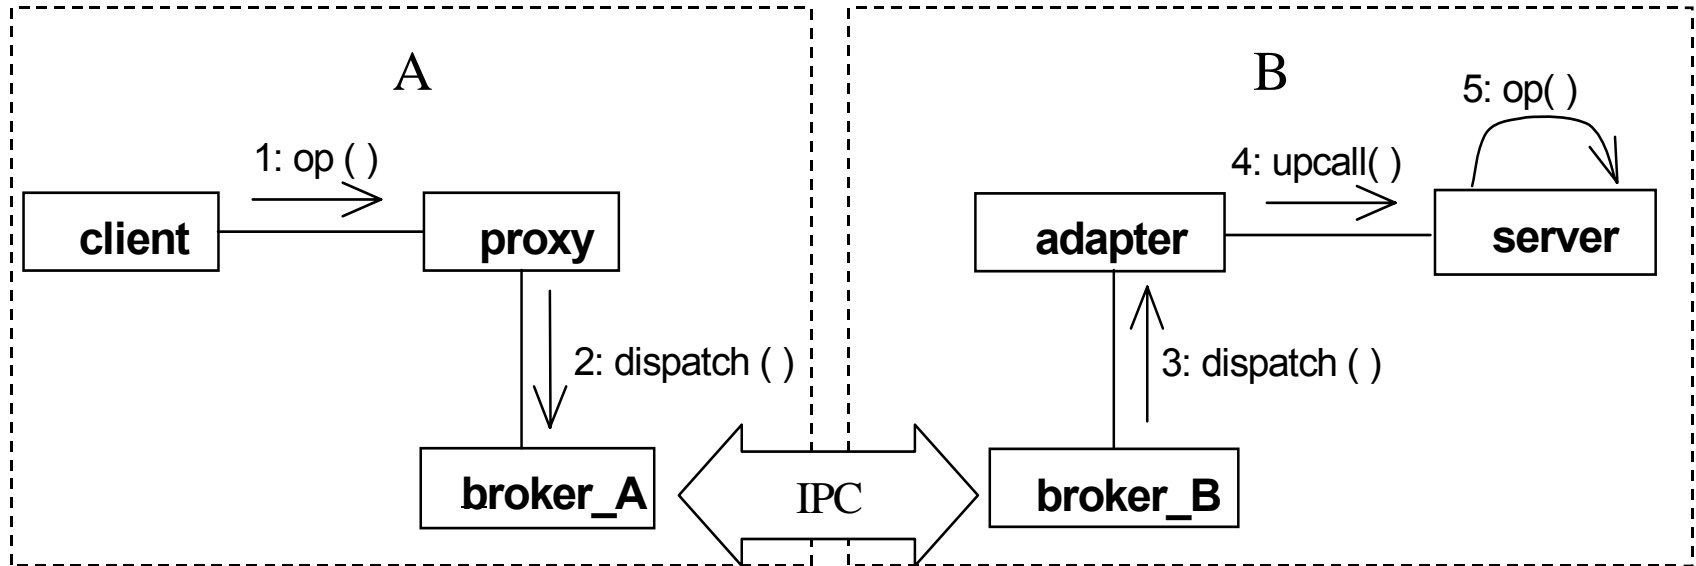 A
B
5: op( )
1: op ( )
4: upcall( )
client
proxy
adapter
server
2: dispatch ( )
3: dispatch ( )
broker_A
IPC
broker_B